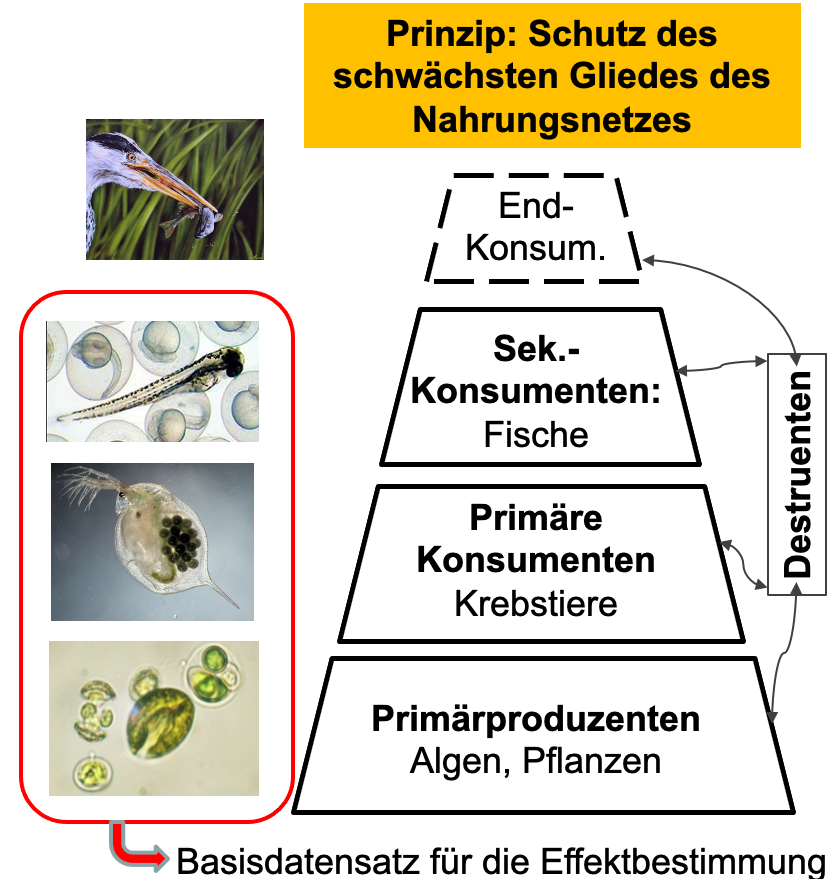 Prinzip: Schutz des
schwächsten Gliedes des
Nahrungsnetzes
End-
Konsum.
Sek.-
Konsumenten:
Fische
Primäre
Konsumenten
Krebstiere
Primärproduzenten
Algen, Pflanzen
Destruenten
Basisdatensatz für die Effektbestimmung